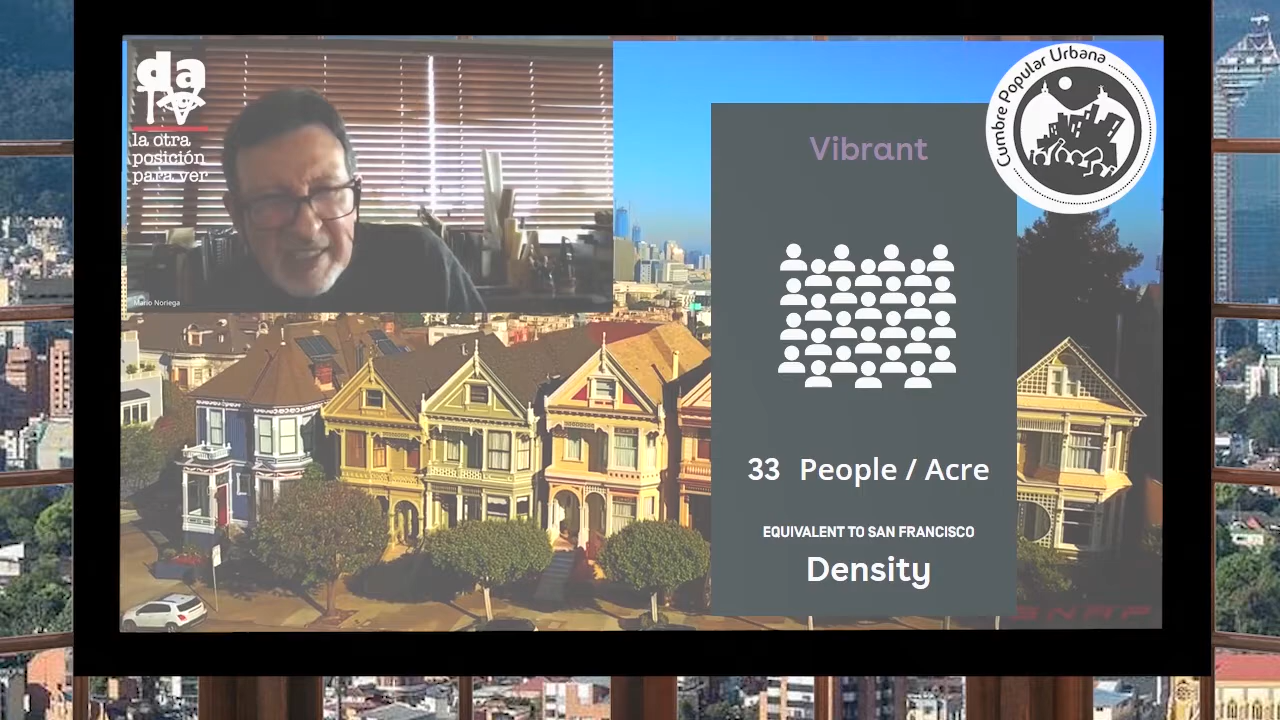 da
TV
la otra
posición
para ver
Mario Noriega
Cumbre Popular Urbana
Vibrant
33 People / Acre
EQUIVALENT TO SAN FRANCISCO
Density